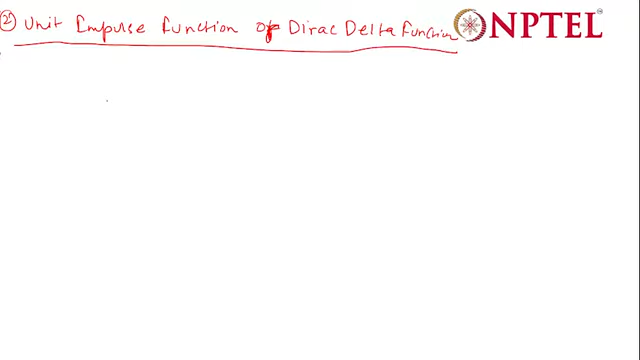 ② Unit Impulse Function or Dirac Delta Function
NPTEL